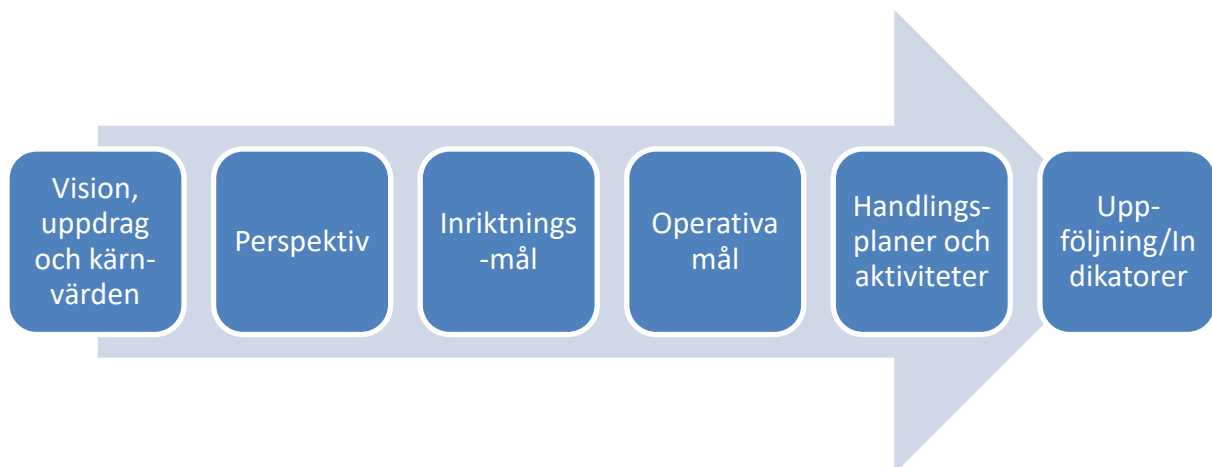 Vision,
uppdrag
och kärn-
värden
Perspektiv
Inriktnings
-mål
Operativa
mål
Handlings-
planer och
aktiviteter
Upp-
följning/In
dikatorer